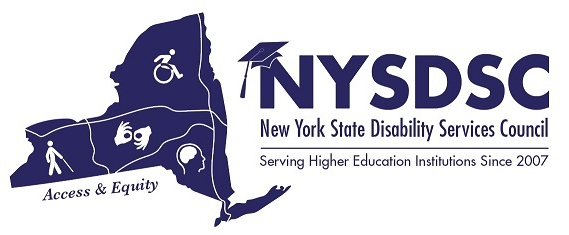 NYSDSC
New York State Disability Services Council
Serving Higher Education Institutions Since 2007
Access & Equity